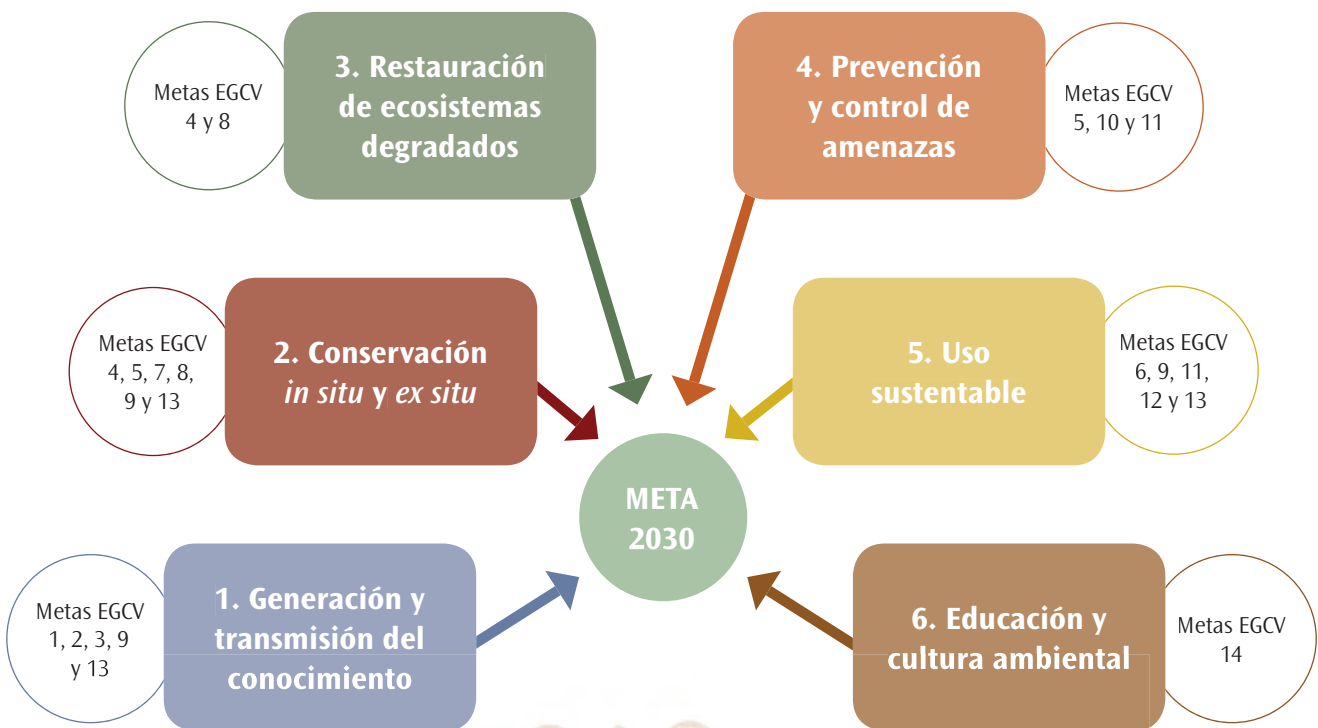 Metas EGCV
4 y 8
3. Restauración
de ecosistemas
degradados
4. Prevención
y control de
amenazas
Metas EGCV
5, 10 y 11
Metas EGCV
4, 5, 7, 8,
9 y 13
2. Conservación
in situ y ex situ
5. Uso
sustentable
Metas EGCV
6, 9, 11,
12 y 13
META
2030
Metas EGCV
1, 2, 3, 9
y 13
1. Generación y
transmisión del
conocimiento
6. Educación y
cultura ambiental
Metas EGCV
14